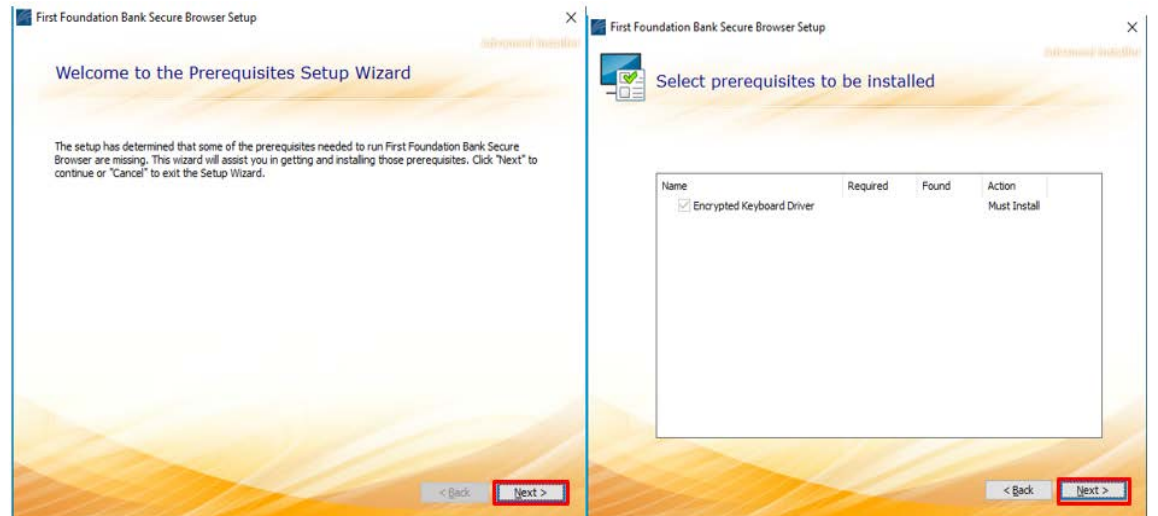 First Foundation Bank Secure Browser Setup
Advanced Installer
Welcome to the Prerequisites Setup Wizard
The setup has determined that some of the prerequisites needed to run First Foundation Bank Secure
Browser are missing. This wizard will assist you in getting and installing those prerequisites. Click "Next" to
continue or "Cancel" to exit the Setup Wizard.
< Back Next >
First Foundation Bank Secure Browser Setup
Advanced Installer
Select prerequisites to be installed
Name Required Found Action
Encrypted Keyboard Driver Must Install
< Back Next >